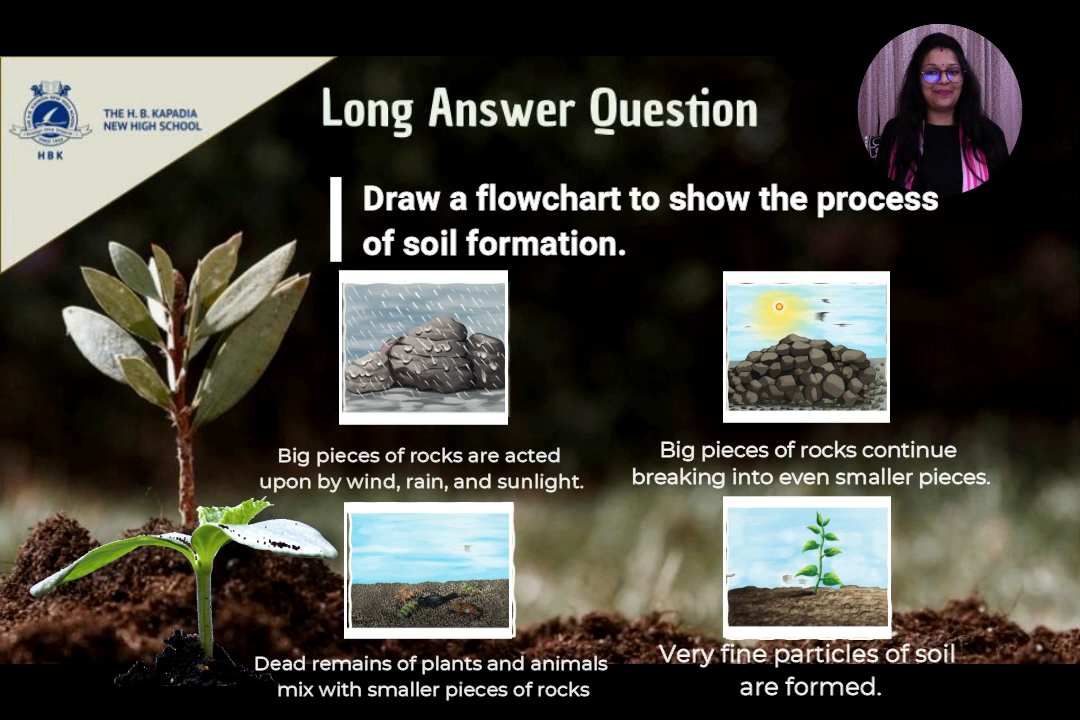 THE H. B. KAPADIA
NEW HIGH SCHOOL
HBK
Long Answer Question
Draw a flowchart to show the process
of soil formation.
Big pieces of rocks are acted
upon by wind, rain, and sunlight.
Big pieces of rocks continue
breaking into even smaller pieces.
Dead remains of plants and animals
mix with smaller pieces of rocks
Very fine particles of soil
are formed.